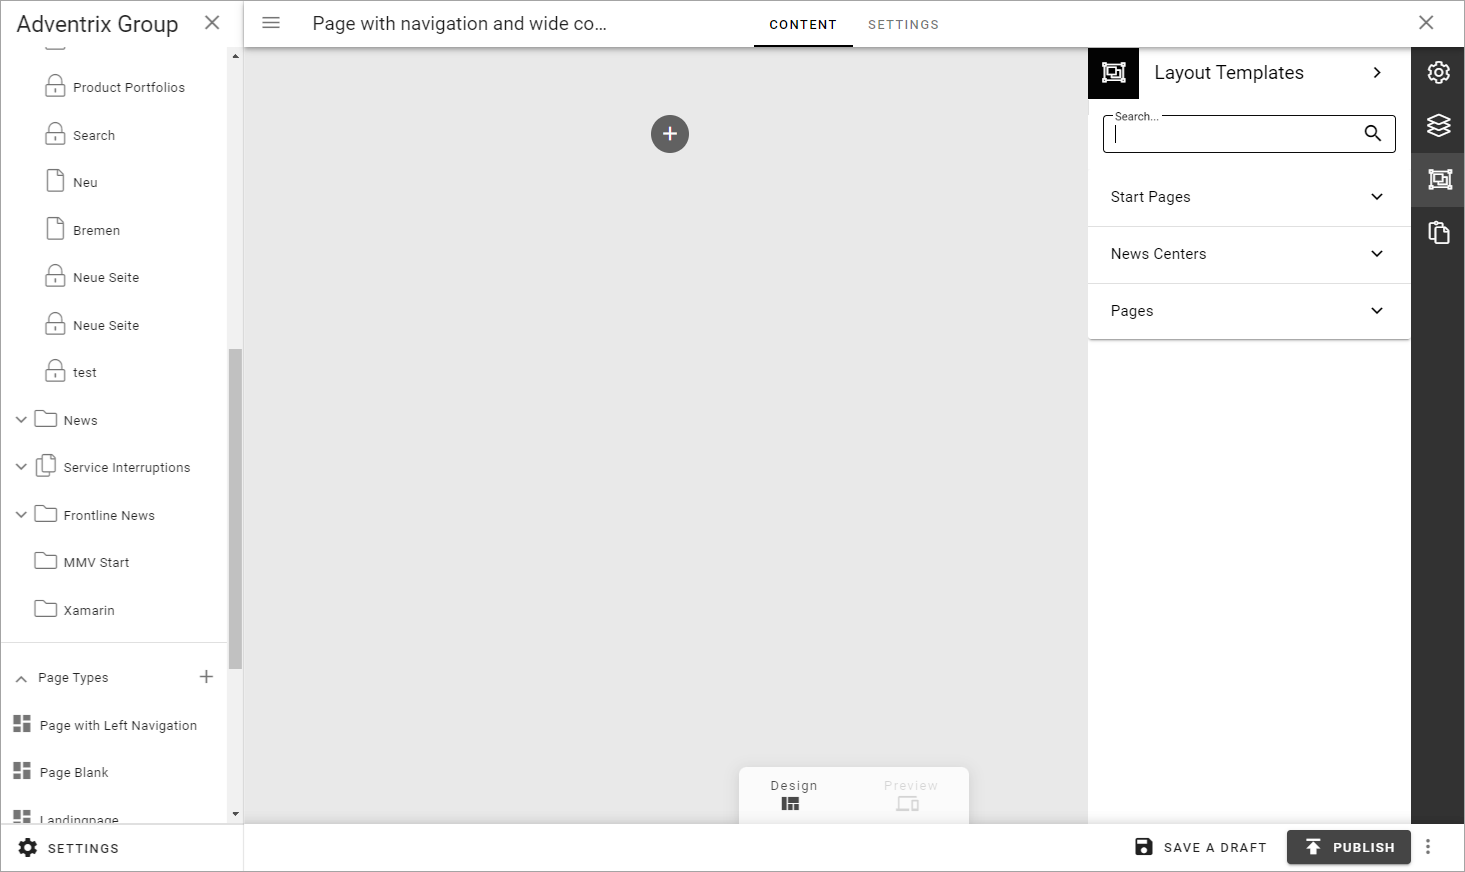 Adventrix Group
Product Portfolios
Search
Neu
Bremen
Neue Seite
Neue Seite
test
News
Service Interruptions
Frontline News
MMV Start
Xamarin
Page Types
Page with Left Navigation
Page Blank
Landingpage
SETTINGS
Page with navigation and wide co...
CONTENT
SETTINGS
Layout Templates
Search...
Start Pages
News Centers
Pages
Design
Preview
SAVE A DRAFT
PUBLISH